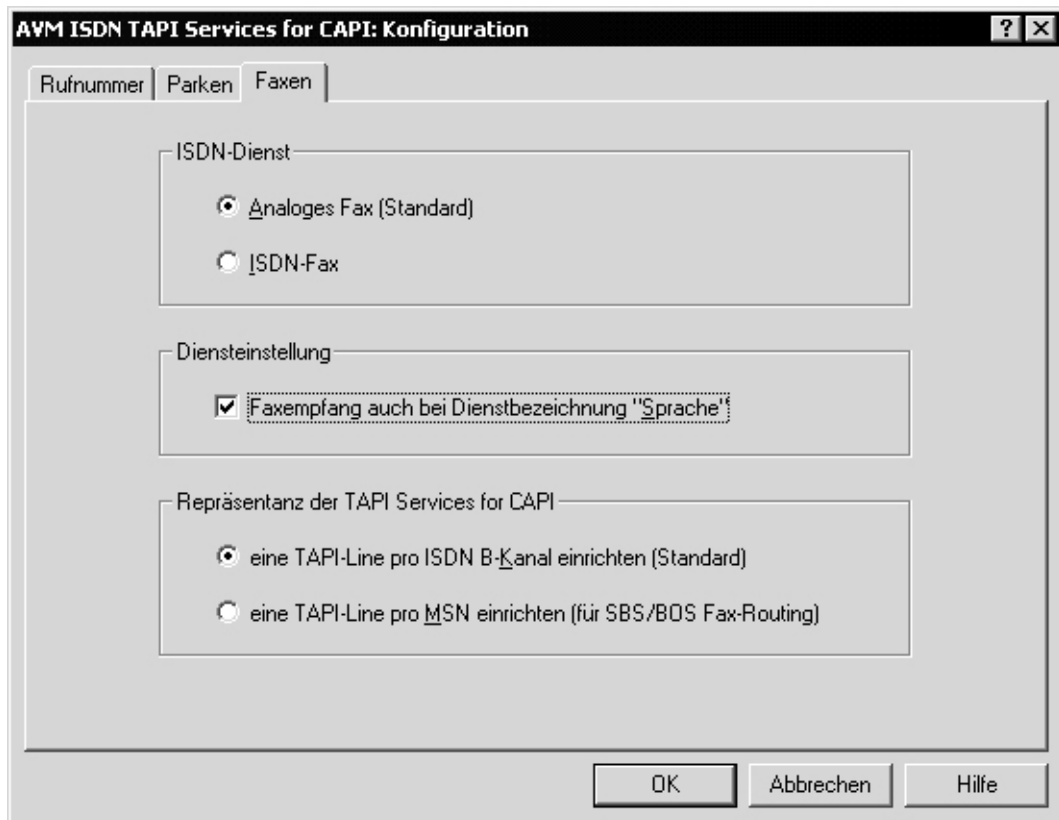 AVM ISDN TAPI Services for CAPI: Konfiguration
Rufnummer Parken Faxen
ISDN-Dienst
Analoges Fax (Standard)
ISDN-Fax
Diensteinstellung
Faxempfang auch bei Dienstbezeichnung "Sprache"
Repräsentanz der TAPI Services for CAPI
eine TAPI-Line pro ISDN B-Kanal einrichten (Standard)
eine TAPI-Line pro MSN einrichten (für SBS/BOS Fax-Routing)
OK Abbrechen Hilfe